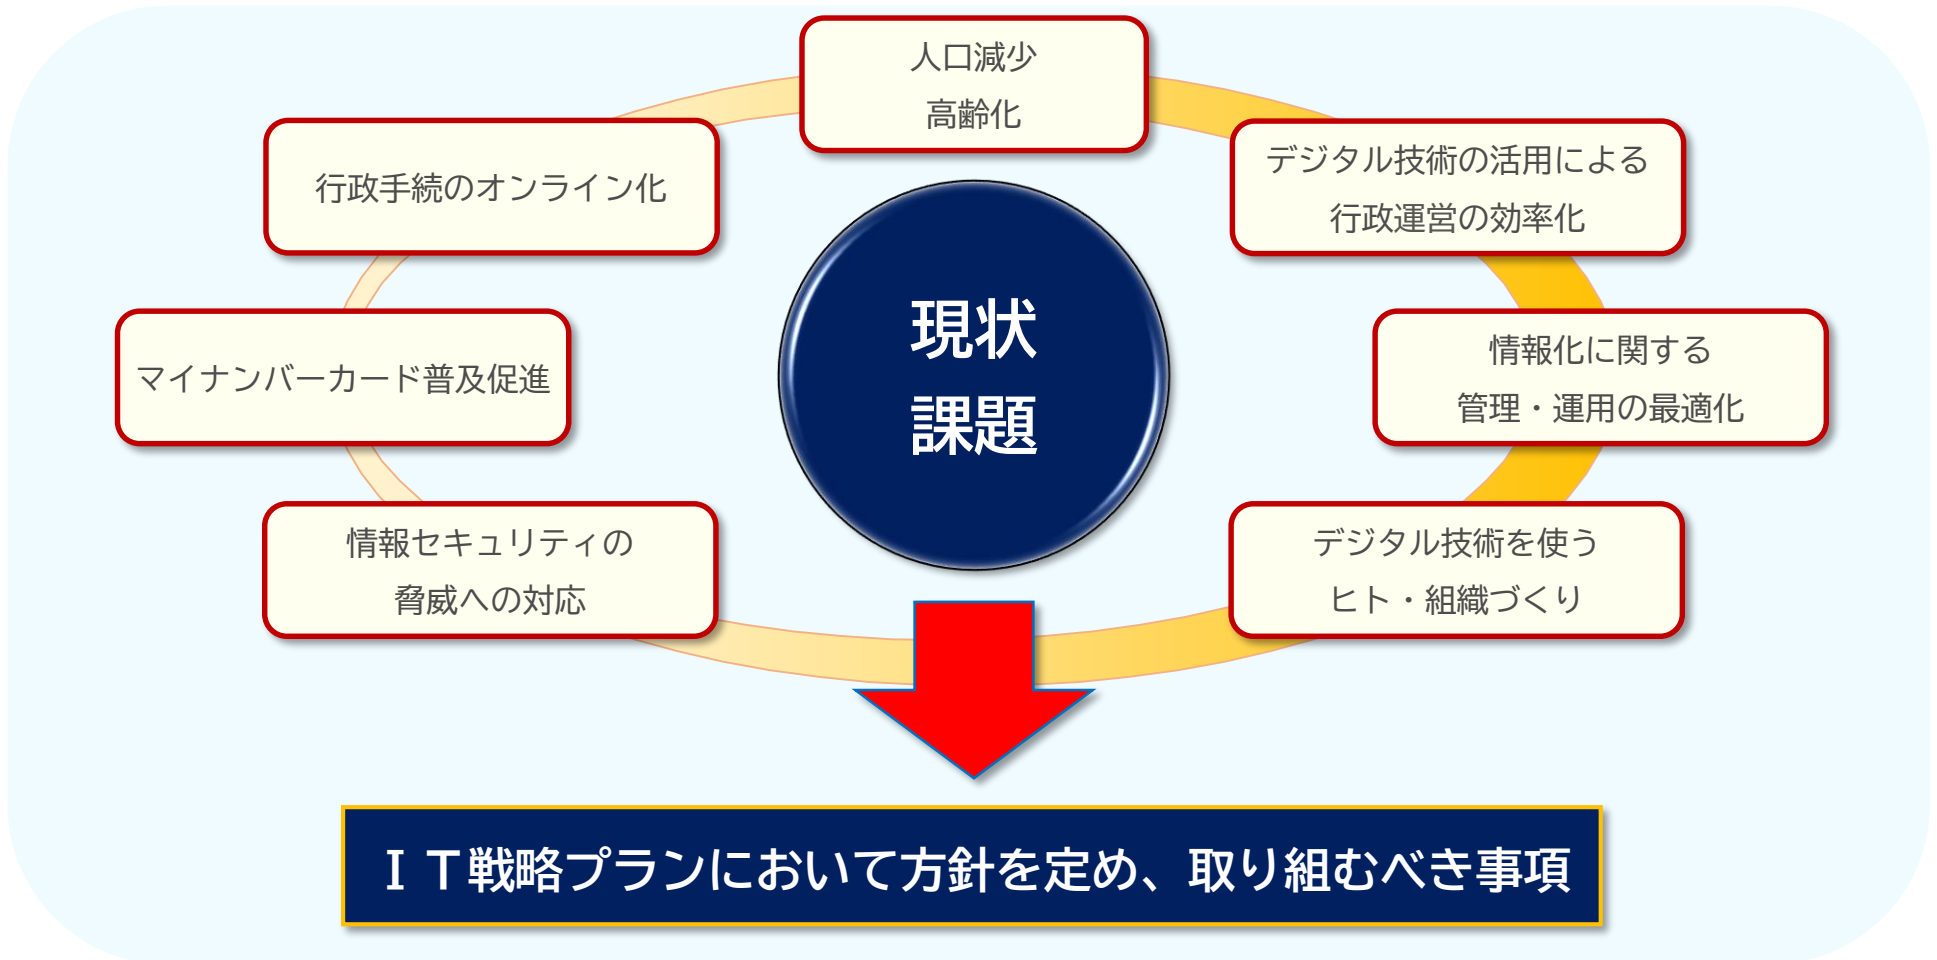 人口減少
高齢化
行政手続のオンライン化
デジタル技術の活用による
行政運営の効率化
現状
課題
マイナンバーカード普及促進
情報化に関する
管理・運用の最適化
情報セキュリティの
脅威への対応
デジタル技術を使う
ヒト・組織づくり
ＩＴ戦略プランにおいて方針を定め、取り組むべき事項